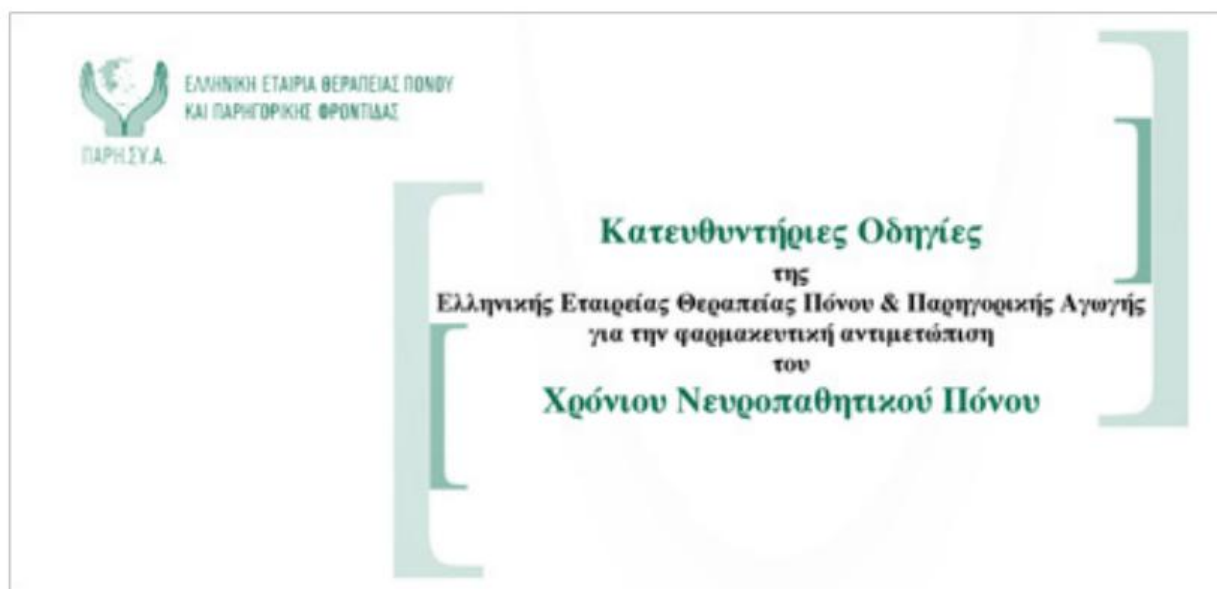 ΕΛΛΗΝΙΚΗ ΕΤΑΙΡΙΑ ΘΕΡΑΠΕΙΑΣ ΠΟΝΟΥ
ΚΑΙ ΠΑΡΗΓΟΡΙΚΗΣ ΦΡΟΝΤΙΔΑΣ
ΠΑΡΗ.ΣΥ.Α.
Κατευθυντήριες Οδηγίες
της
Ελληνικής Εταιρείας Θεραπείας Πόνου & Παρηγορικής Αγωγής
για την φαρμακευτική αντιμετώπιση
του
Χρόνιου Νευροπαθητικού Πόνου